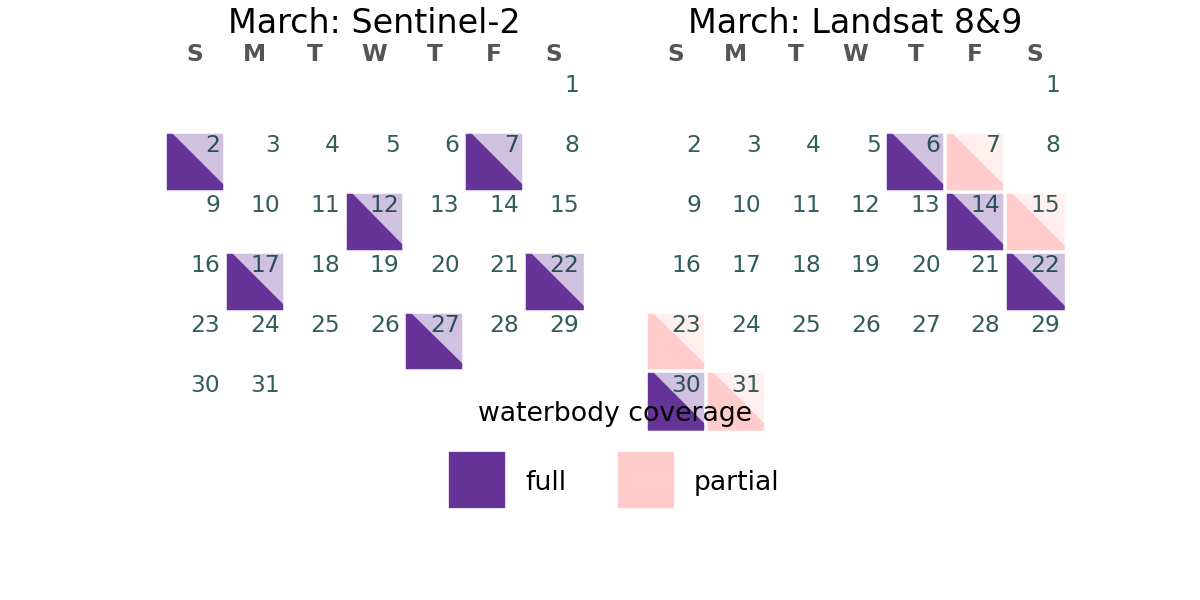 March: Sentinel-2
S M T W T F S
1
2 3 4 5 6 7 8
9 10 11 12 13 14 15
16 17 18 19 20 21 22
23 24 25 26 27 28 29
30 31
March: Landsat 8&9
S M T W T F S
1
2 3 4 5 6 7 8
9 10 11 12 13 14 15
16 17 18 19 20 21 22
23 24 25 26 27 28 29
30 31
waterbody coverage
full partial